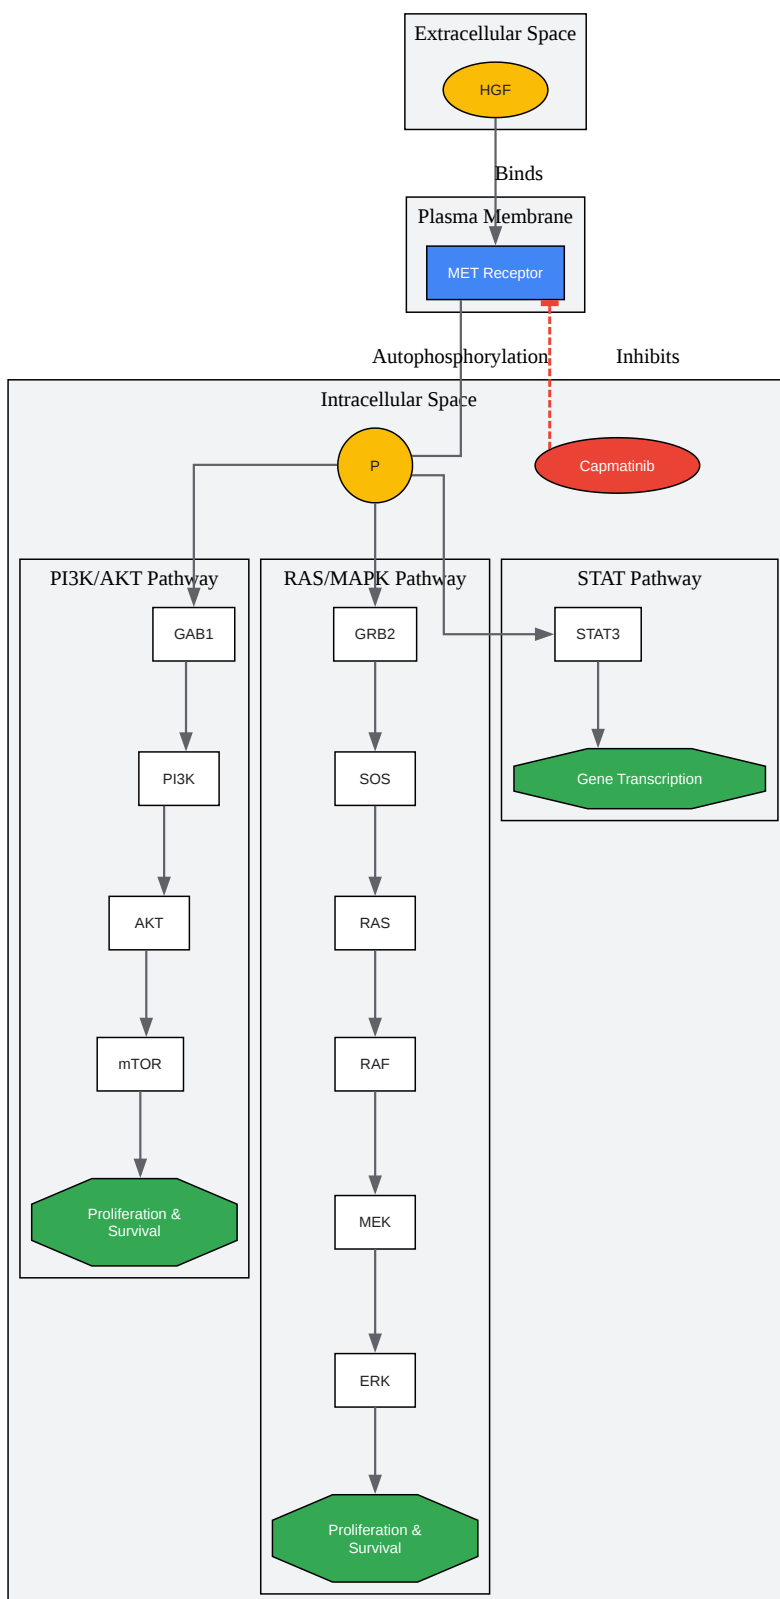 Extracellular Space
HGF
Binds
Plasma Membrane
MET Receptor
Autophosphorylation
Inhibits
Intracellular Space
P
Capmatinib
PI3K/AKT Pathway
GAB1
PI3K
AKT
mTOR
Proliferation &
Survival
RAS/MAPK Pathway
GRB2
SOS
RAS
RAF
MEK
ERK
Proliferation &
Survival
STAT Pathway
STAT3
Gene Transcription